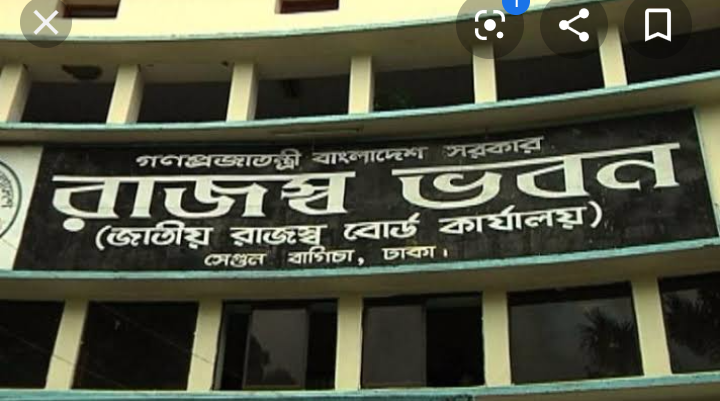 গণপ্রজাতন্ত্রী বাংলাদেশ সরকার
রাজস্ব ভবন
(জাতীয় রাজস্ব বোর্ড কার্যালয়)
সেগুন বাগিচা, ঢাকা।